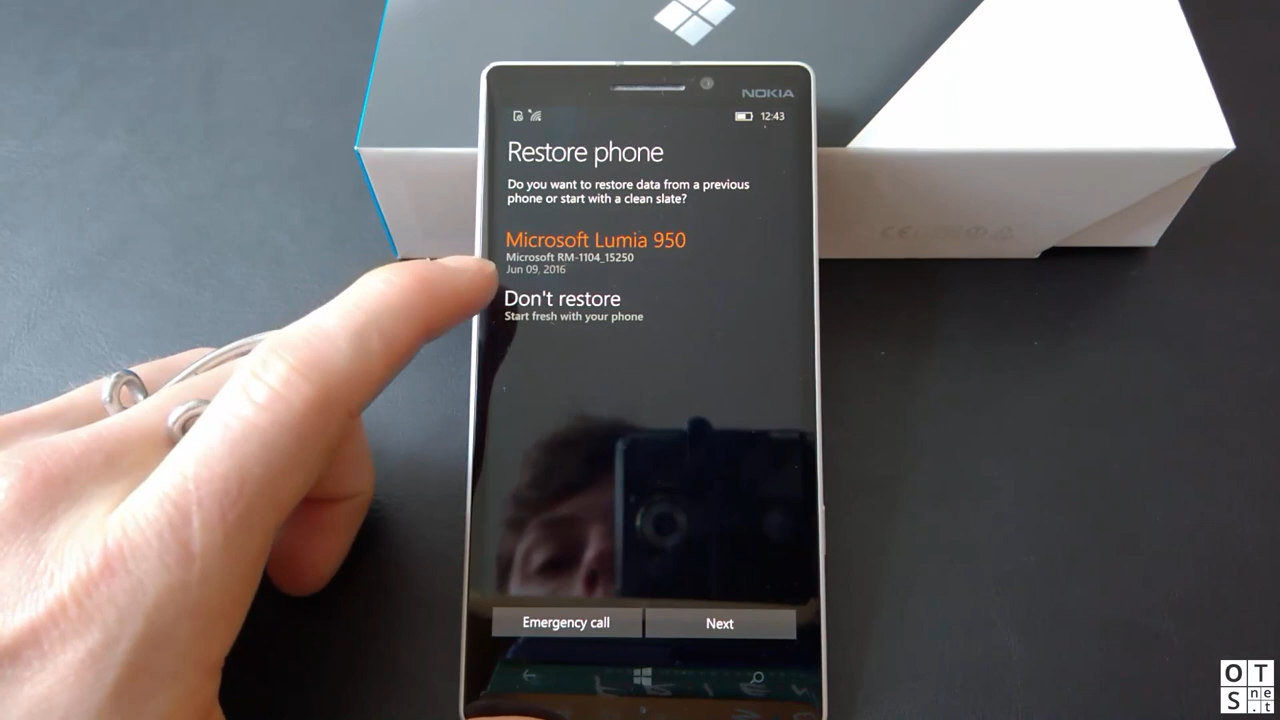 NOKIA
12:43
Restore phone
Do you want to restore data from a previous
phone or start with a clean slate?
Microsoft Lumia 950
Microsoft RM-1104_15250
Jun 09, 2016
Don't restore
Start fresh with your phone
Emergency call
Next
OT
S ne
.t